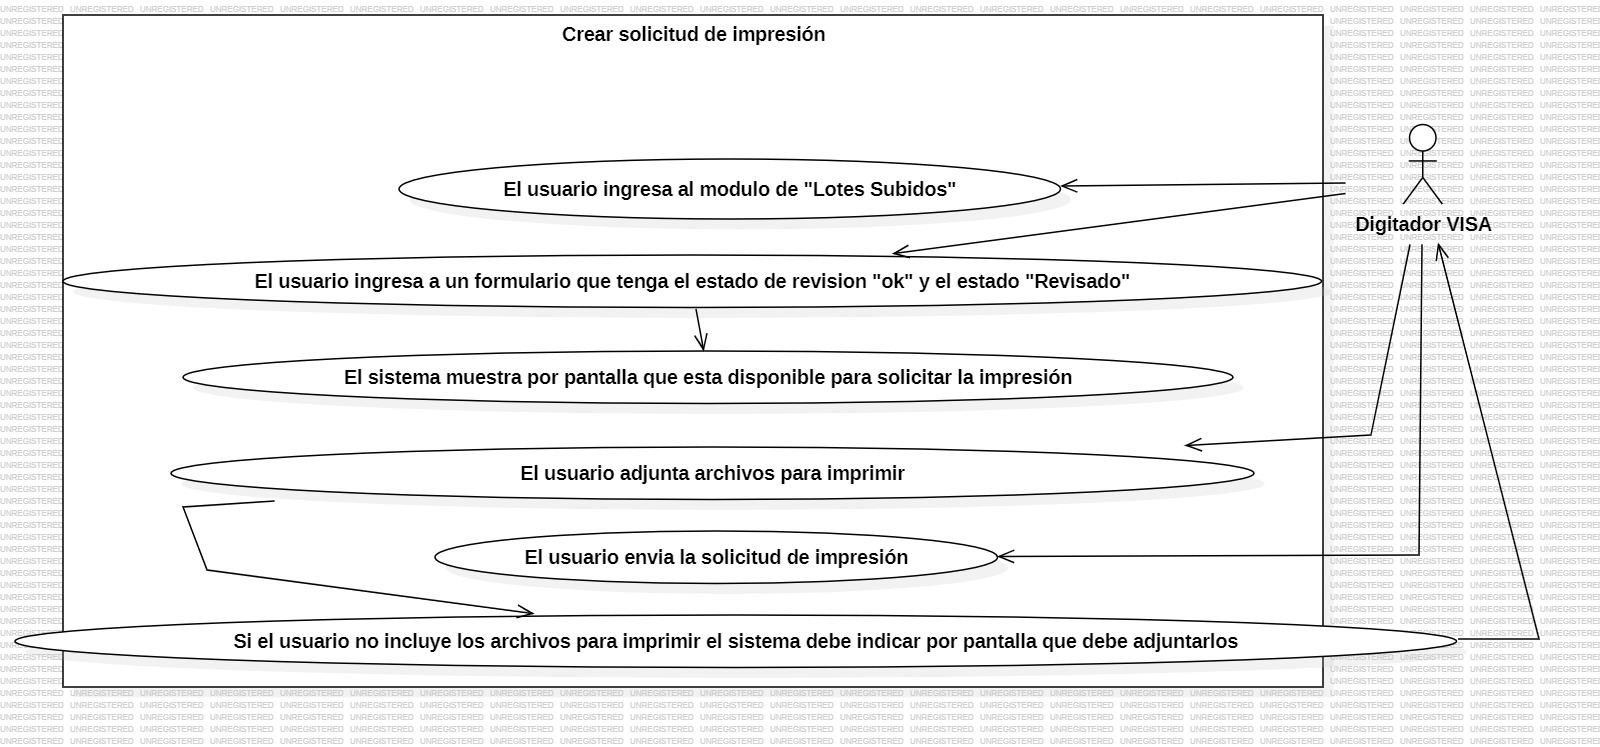 Crear solicitud de impresión
El usuario ingresa al modulo de "Lotes Subidos"
Digitador VISA
El usuario ingresa a un formulario que tenga el estado de revision "ok" y el estado "Revisado"
El sistema muestra por pantalla que esta disponible para solicitar la impresión
El usuario adjunta archivos para imprimir
El usuario envia la solicitud de impresión
Si el usuario no incluye los archivos para imprimir el sistema debe indicar por pantalla que debe adjuntarlos
UNREGISTERED